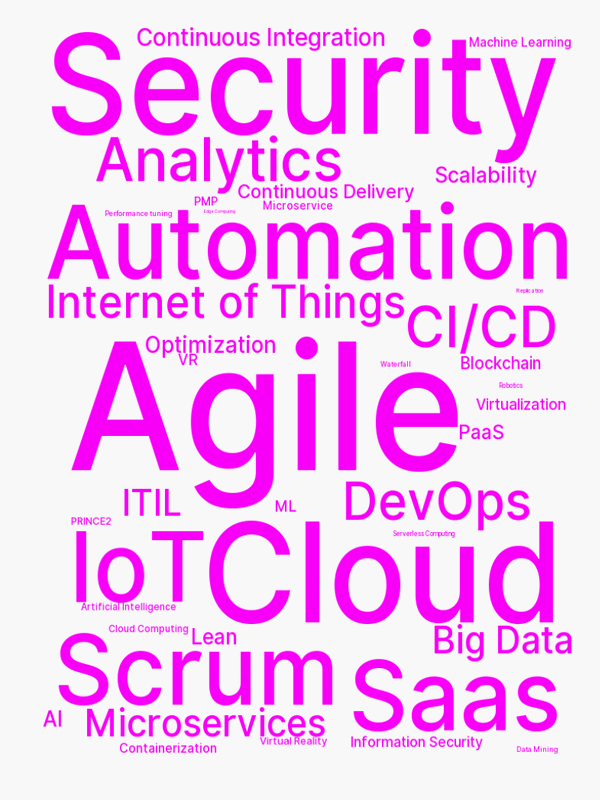 Continuous Integration
Machine Learning
Security
Analytics
Scalability
Continuous Delivery
PMP
Microservice
Edge Computing
Performance tuning
Automation
Internet of Things
Replication
CI/CD
Optimization
VR
Waterfall
Blockchain
Agile
Robotics
Virtualization
PaaS
ITIL
ML
DevOps
PRINCE2
Serverless Computing
IoT
Cloud
Artificial Intelligence
Cloud Computing
Lean
Big Data
Scrum
Saas
AI
Microservices
Virtual Reality
Information Security
Containerization
Data Mining